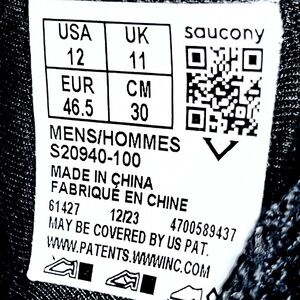 USA UK saucony
12 11
EUR CM
46.5 30
MENS/HOMMES
S20940-100
MADE IN CHINA
FABRIQUÉ EN CHINE
61427 12/23 4700589437
MAY BE COVERED BY US PAT.
WWW.PATENTS.WWWINC.COM